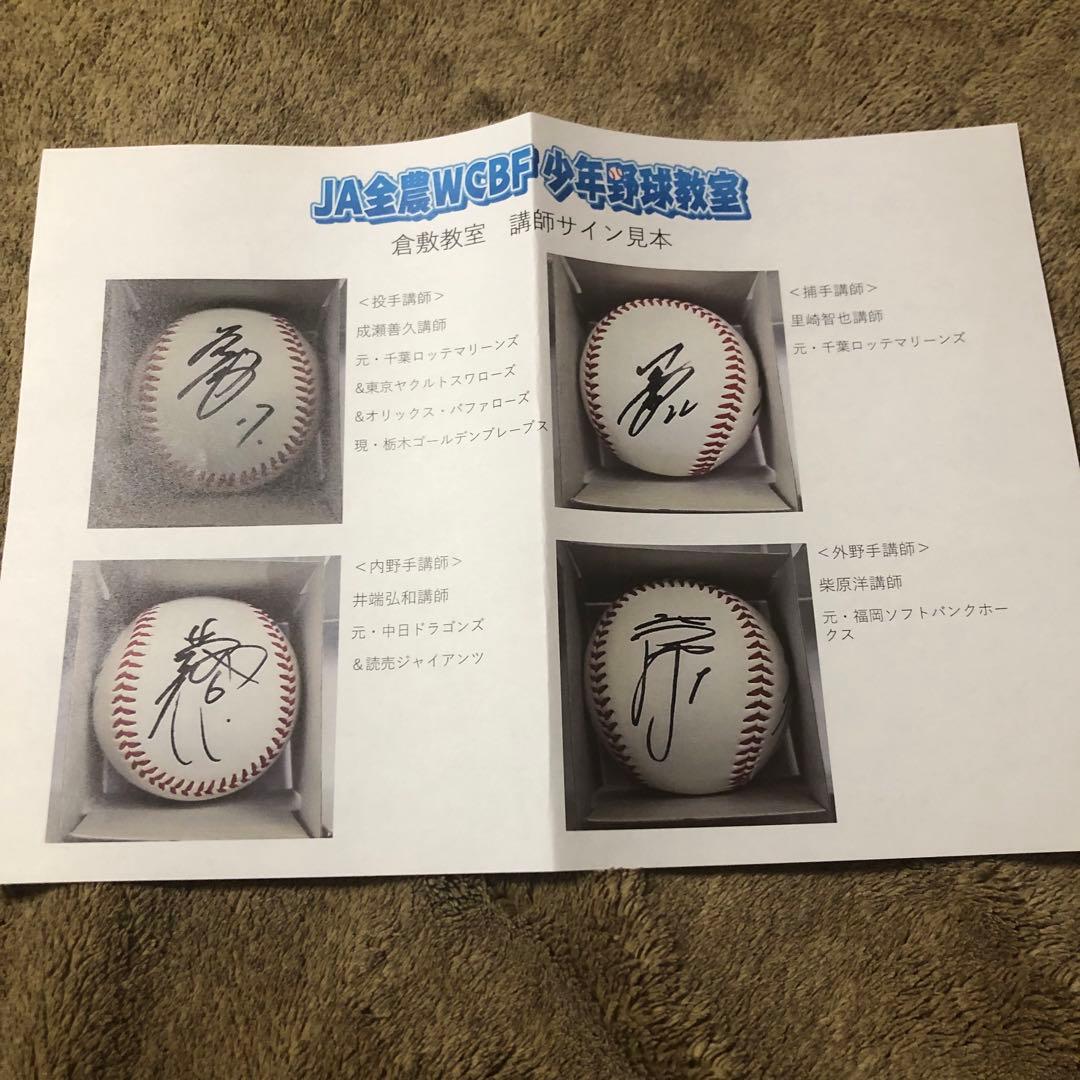 JA全農WCBF 少年野球教室
倉敷教室 講師サイン見本
＜投手講師＞
成瀬善久講師
元・千葉ロッテマリーンズ
&東京ヤクルトスワローズ
&オリックス・バファローズ
現・栃木ゴールデンブレーブス
＜捕手講師＞
里崎智也講師
元・千葉ロッテマリーンズ
＜内野手講師＞
井端弘和講師
元・中日ドラゴンズ
＆読売ジャイアンツ
＜外野手講師＞
柴原洋講師
元・福岡ソフトバンクホー
クス